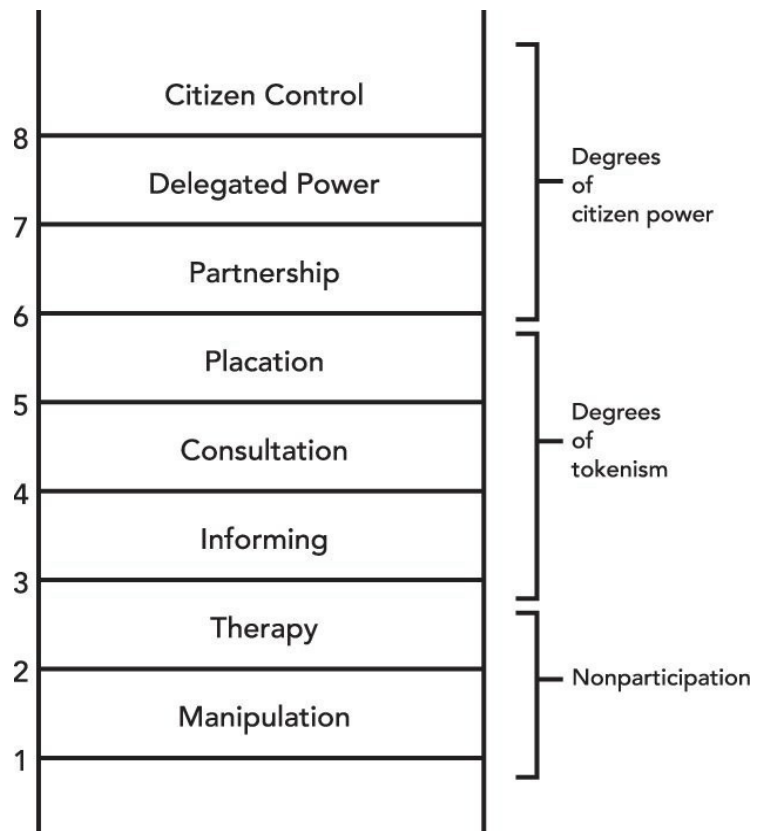 Citizen Control
8
Delegated Power
7
Partnership
6
Placation
5
Consultation
4
Informing
3
Therapy
2
Manipulation
1
Degrees
of
citizen power
Degrees
of
tokenism
Nonparticipation